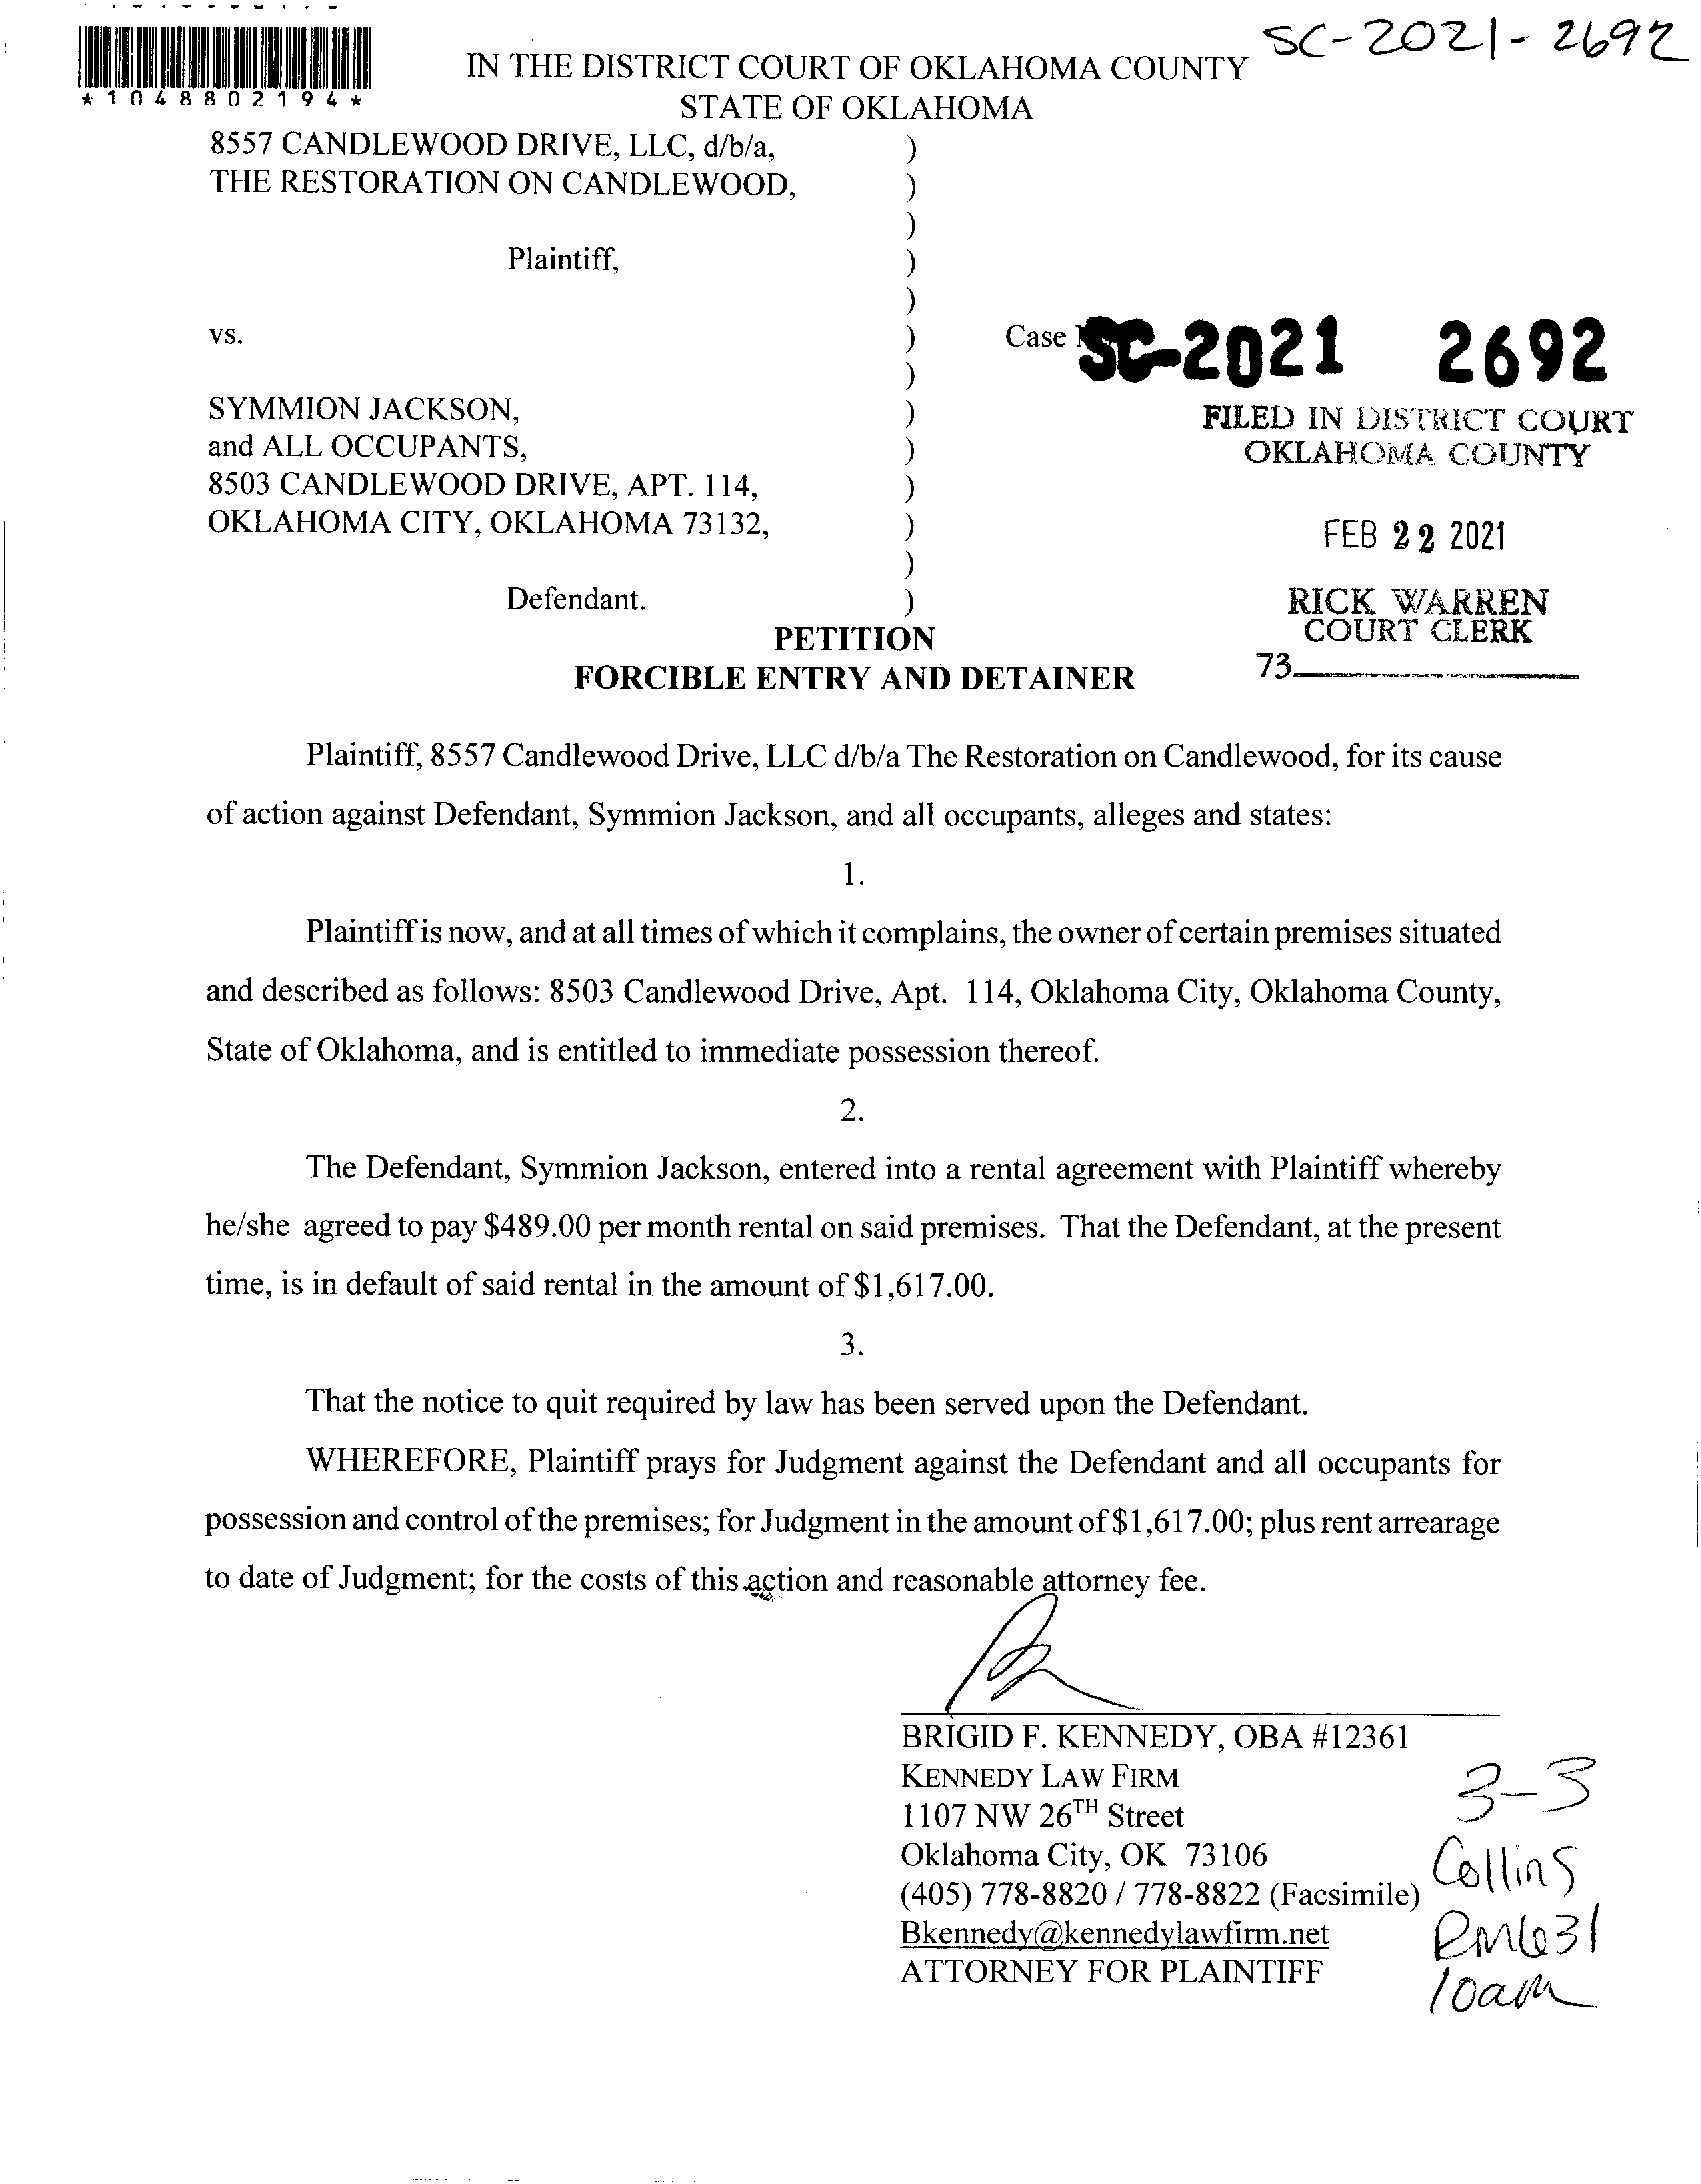 SC-2021-2692
*1048802194*
IN THE DISTRICT COURT OF OKLAHOMA COUNTY
STATE OF OKLAHOMA
8557 CANDLEWOOD DRIVE, LLC, d/b/a, )
THE RESTORATION ON CANDLEWOOD, )
)
Plaintiff, )
)
vs. ) Case SC-2021 2692
)
SYMMION JACKSON, )
and ALL OCCUPANTS, )
8503 CANDLEWOOD DRIVE, APT. 114, )
OKLAHOMA CITY, OKLAHOMA 73132, )
)
Defendant. )
FILED IN DISTRICT COURT
OKLAHOMA COUNTY
FEB 22 2021
RICK WARREN
COURT CLERK
73
PETITION
FORCIBLE ENTRY AND DETAINER
Plaintiff, 8557 Candlewood Drive, LLC d/b/a The Restoration on Candlewood, for its cause
of action against Defendant, Symmion Jackson, and all occupants, alleges and states:
1.
Plaintiff is now, and at all times of which it complains, the owner of certain premises situated
and described as follows: 8503 Candlewood Drive, Apt. 114, Oklahoma City, Oklahoma County,
State of Oklahoma, and is entitled to immediate possession thereof.
2.
The Defendant, Symmion Jackson, entered into a rental agreement with Plaintiff whereby
he/she agreed to pay $489.00 per month rental on said premises. That the Defendant, at the present
time, is in default of said rental in the amount of $1,617.00.
3.
That the notice to quit required by law has been served upon the Defendant.
WHEREFORE, Plaintiff prays for Judgment against the Defendant and all occupants for
possession and control of the premises; for Judgment in the amount of $1,617.00; plus rent arrearage
to date of Judgment; for the costs of this action and reasonable attorney fee.
BRIGID F. KENNEDY, OBA #12361
KENNEDY LAW FIRM
1107 NW 26TH Street
Oklahoma City, OK 73106
(405) 778-8820 / 778-8822 (Facsimile)
Bkennedy@kennedylawfirm.net
ATTORNEY FOR PLAINTIFF
3-3
Collins
RM631
10am